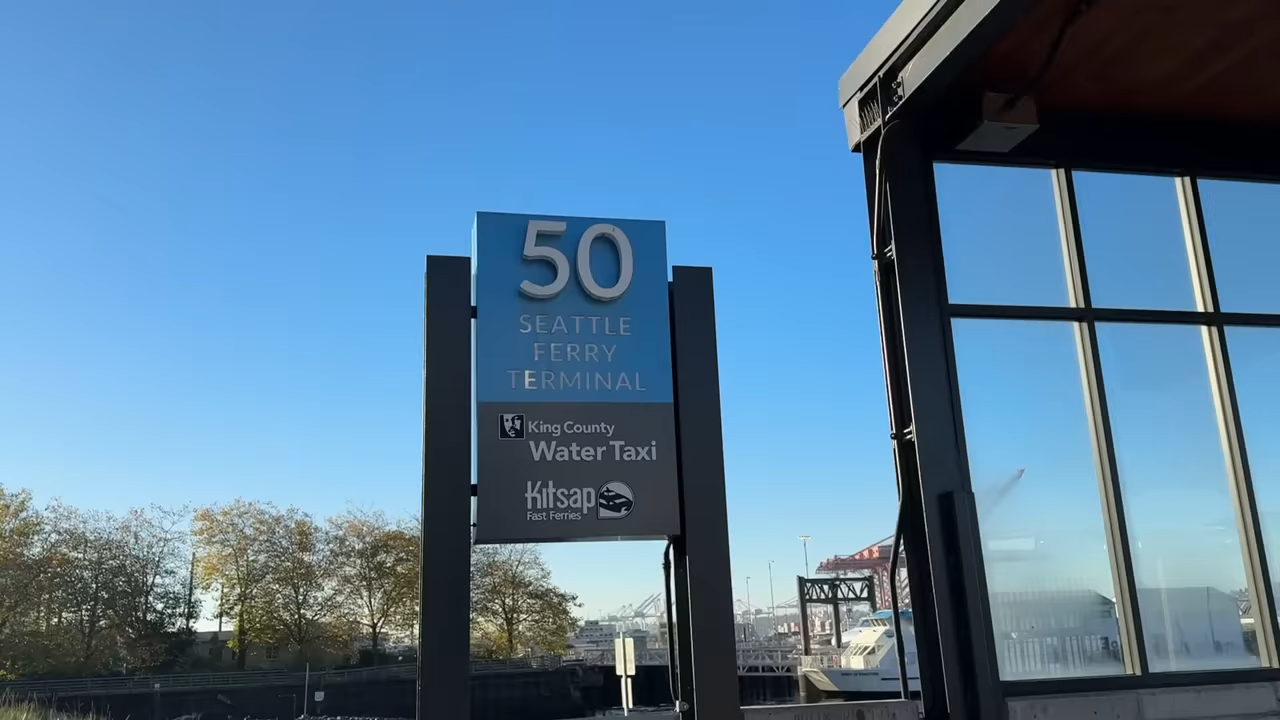 50
SEATTLE
FERRY
TERMINAL
King County
Water Taxi
Kitsap
Fast Ferries